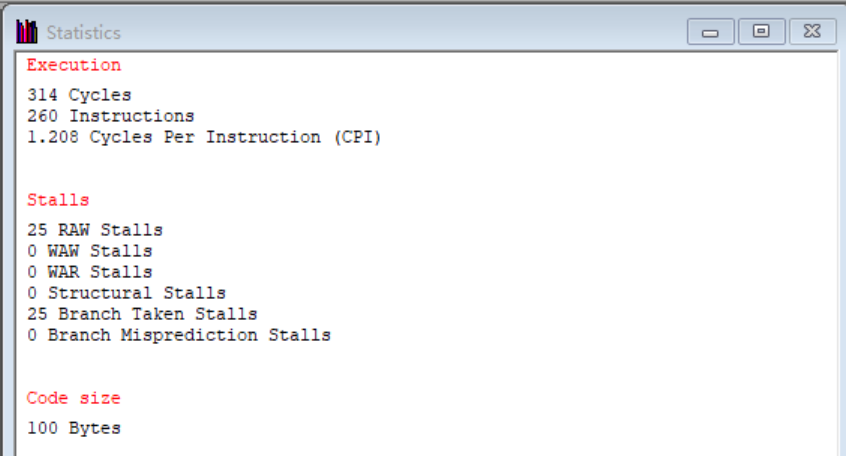 Statistics
Execution
314 Cycles
260 Instructions
1.208 Cycles Per Instruction (CPI)
Stalls
25 RAW Stalls
0 WAW Stalls
0 WAR Stalls
0 Structural Stalls
25 Branch Taken Stalls
0 Branch Misprediction Stalls
Code size
100 Bytes